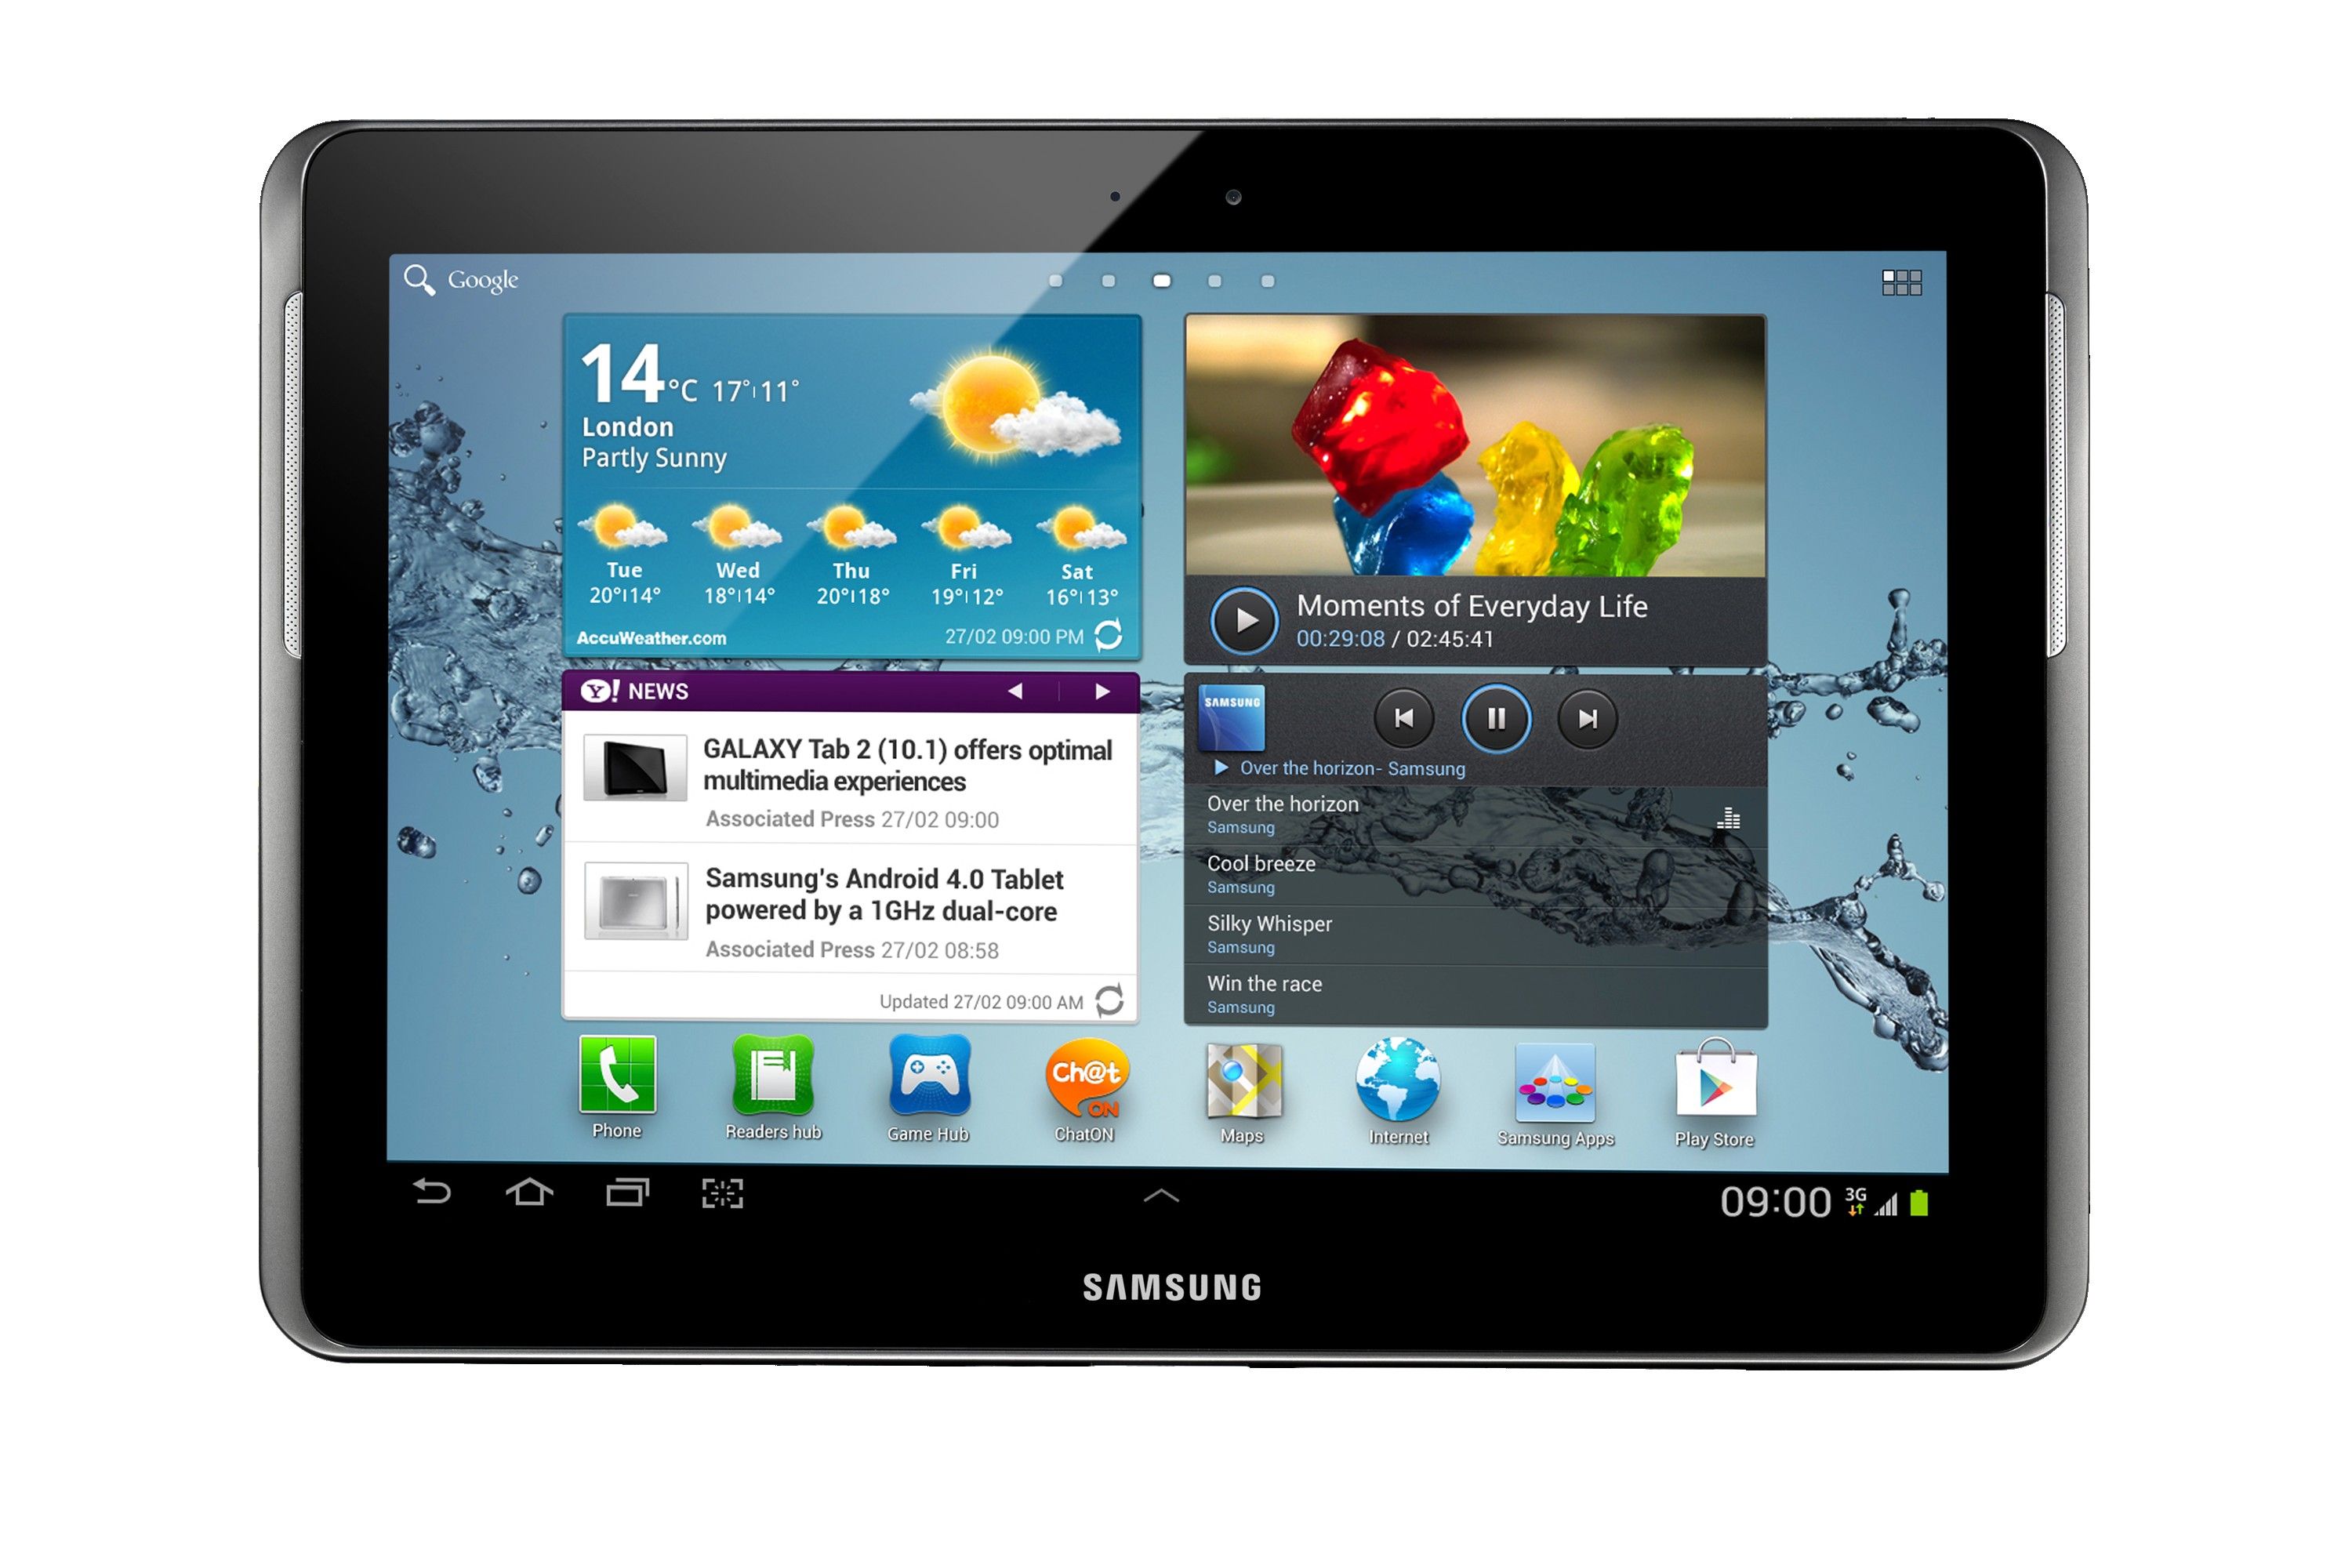 Google
14°C 17°|11°
London
Partly Sunny
Tue Wed Thu Fri Sat
20°|14° 18°|14° 20°|18° 19°|12° 16°|13°
AccuWeather.com 27/02 09:00 PM
Moments of Everyday Life
00:29:08 / 02:45:41
Y! NEWS
GALAXY Tab 2 (10.1) offers optimal
multimedia experiences
Associated Press 27/02 09:00
Samsung's Android 4.0 Tablet
powered by a 1GHz dual-core
Associated Press 27/02 08:58
Updated 27/02 09:00 AM
SAMSUNG
Over the horizon- Samsung
Over the horizon
Samsung
Cool breeze
Samsung
Silky Whisper
Samsung
Win the race
Samsung
Ch@t
ON
Phone Readers hub Game Hub ChatON Maps Internet Samsung Apps Play Store
09:00 3G
SAMSUNG